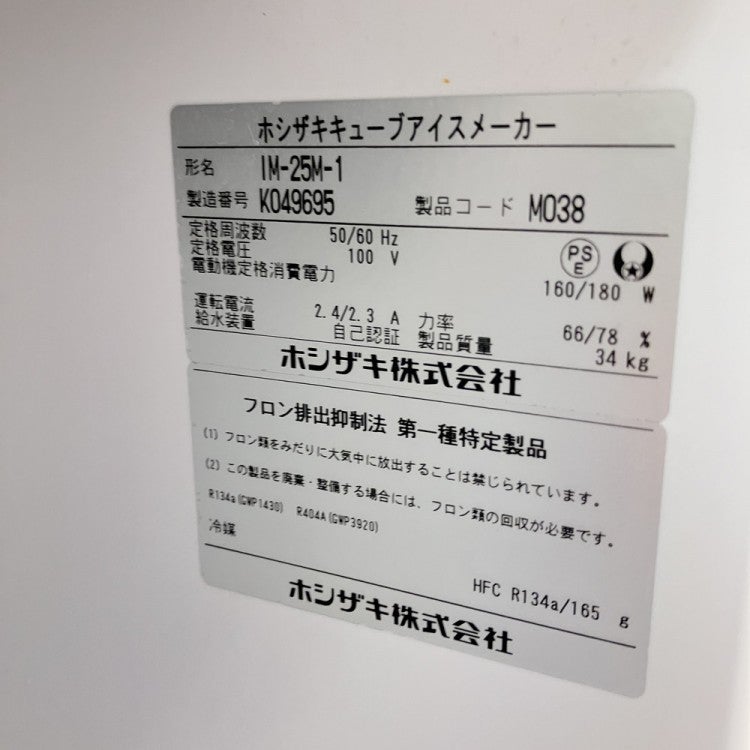 ホシザキキューブアイスメーカー
形名 IM-25M-1
製造番号 K049695 製品コード M038
定格周波数 50/60 Hz
定格電圧 100 V
PS E
電動機定格消費電力 160/180 W
運転電流 2.4/2.3 A 力率 66/78 %
給水装置 自己認証 製品質量 34 kg
ホシザキ株式会社
フロン排出抑制法 第一種特定製品
(1) フロン類をみだりに大気中に放出することは禁じられています。
(2) この製品を廃棄・整備する場合には、フロン類の回収が必要です。
R134a(GWP1430) R404A(GWP3920)
冷媒 HFC R134a/165 g
ホシザキ株式会社